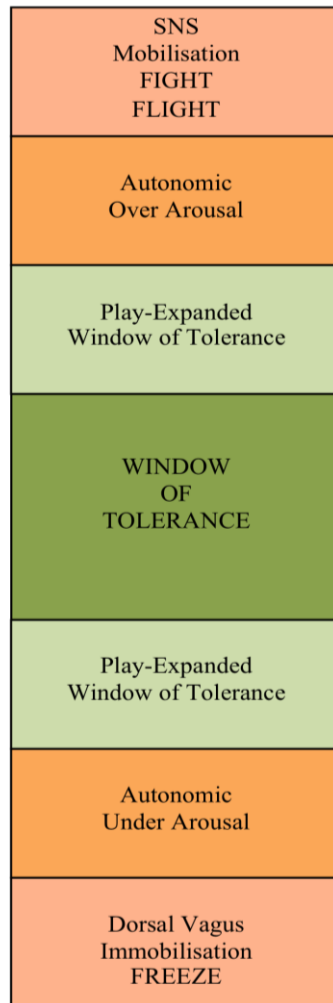 SNS
Mobilisation
FIGHT
FLIGHT
Autonomic
Over Arousal
Play-Expanded
Window of Tolerance
WINDOW
OF
TOLERANCE
Play-Expanded
Window of Tolerance
Autonomic
Under Arousal
Dorsal Vagus
Immobilisation
FREEZE